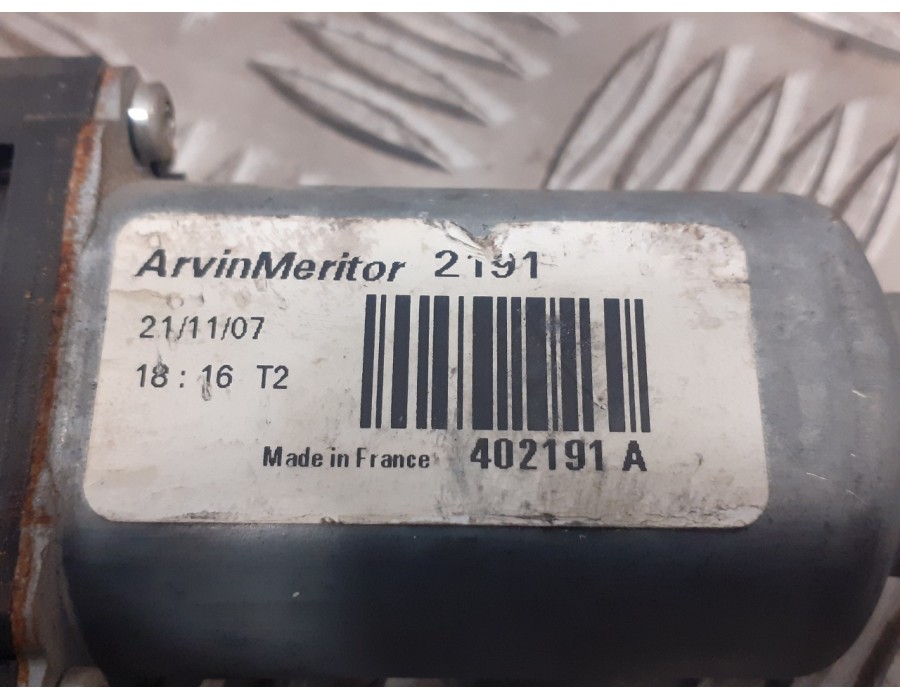 ArvinMeritor 2191
21/11/07
18 : 16 T2
Made in France 402191 A